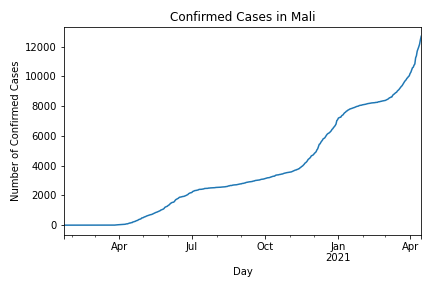 Confirmed Cases in Mali
Number of Confirmed Cases
12000
10000
8000
6000
4000
2000
0
Apr
Jul
Oct
Jan
2021
Apr
Day